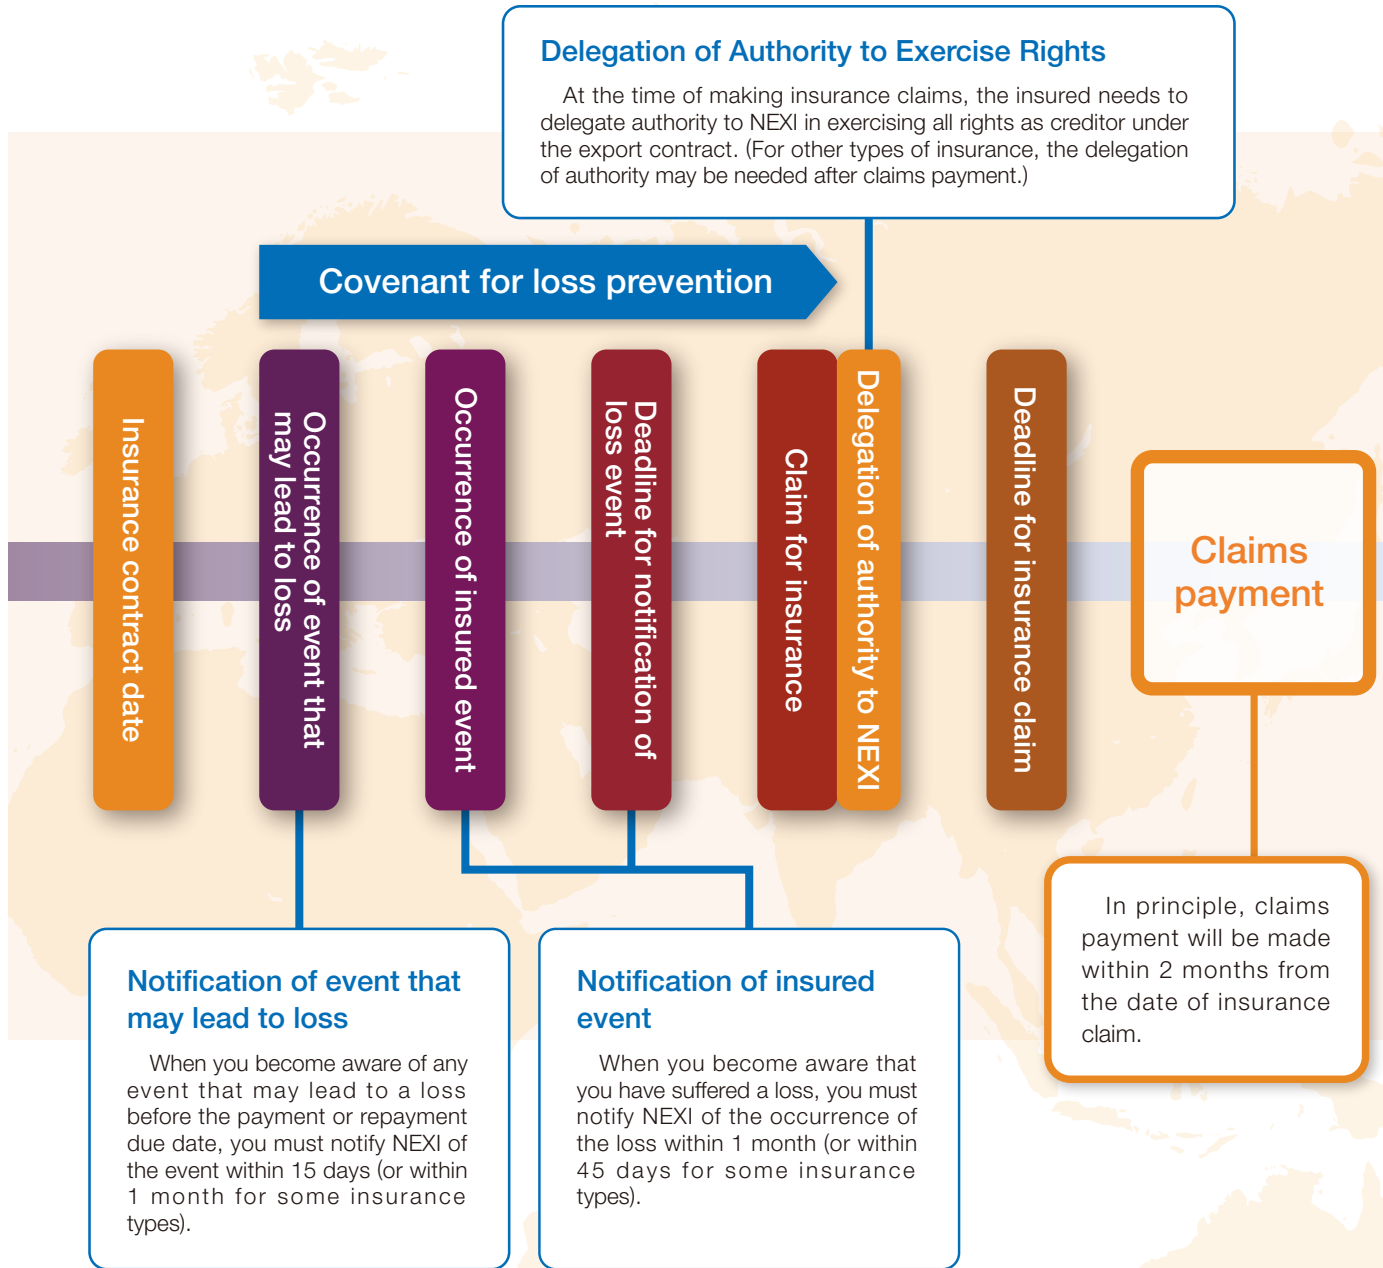 Delegation of Authority to Exercise Rights
At the time of making insurance claims, the insured needs to
delegate authority to NEXI in exercising all rights as creditor under
the export contract. (For other types of insurance, the delegation
of authority may be needed after claims payment.)
Covenant for loss prevention
Insurance contract date
Occurrence of event that
may lead to loss
Occurrence of insured event
Deadline for notification of
loss event
Claim for insurance
Delegation of authority to NEXI
Deadline for insurance claim
Claims
payment
Notification of event that
may lead to loss
When you become aware of any
event that may lead to a loss
before the payment or repayment
due date, you must notify NEXI of
the event within 15 days (or within
1 month for some insurance
types).
Notification of insured
event
When you become aware that
you have suffered a loss, you must
notify NEXI of the occurrence of
the loss within 1 month (or within
45 days for some insurance
types).
In principle, claims
payment will be made
within 2 months from
the date of insurance
claim.